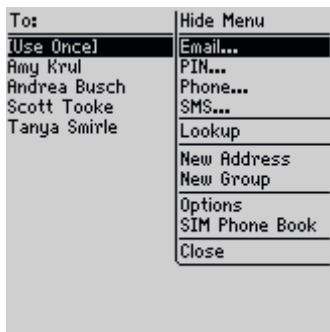 To:
[Use Once]
Amy Krul
Andrea Busch
Scott Tooke
Tanya Smirle
Hide Menu
Email...
PIN...
Phone...
SMS...
Lookup
New Address
New Group
Options
SIM Phone Book
Close